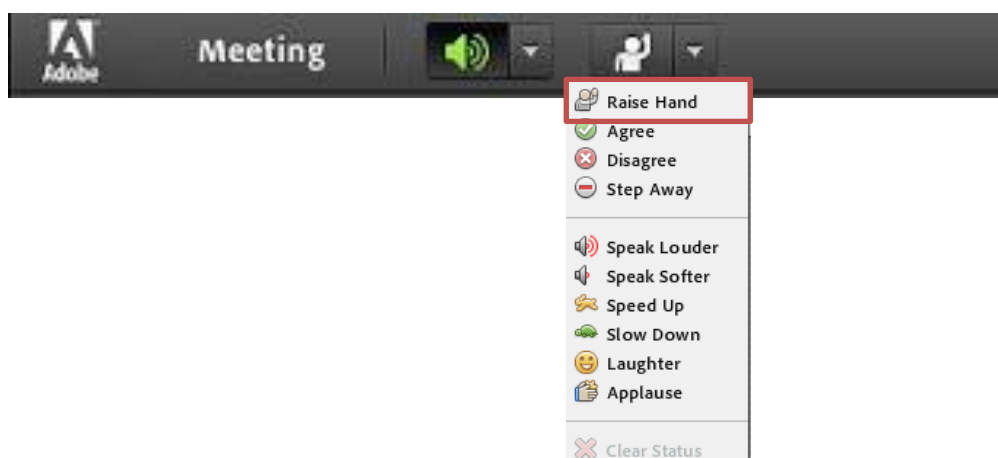 Adobe
Meeting
Raise Hand
Agree
Disagree
Step Away
Speak Louder
Speak Softer
Speed Up
Slow Down
Laughter
Applause
Clear Status